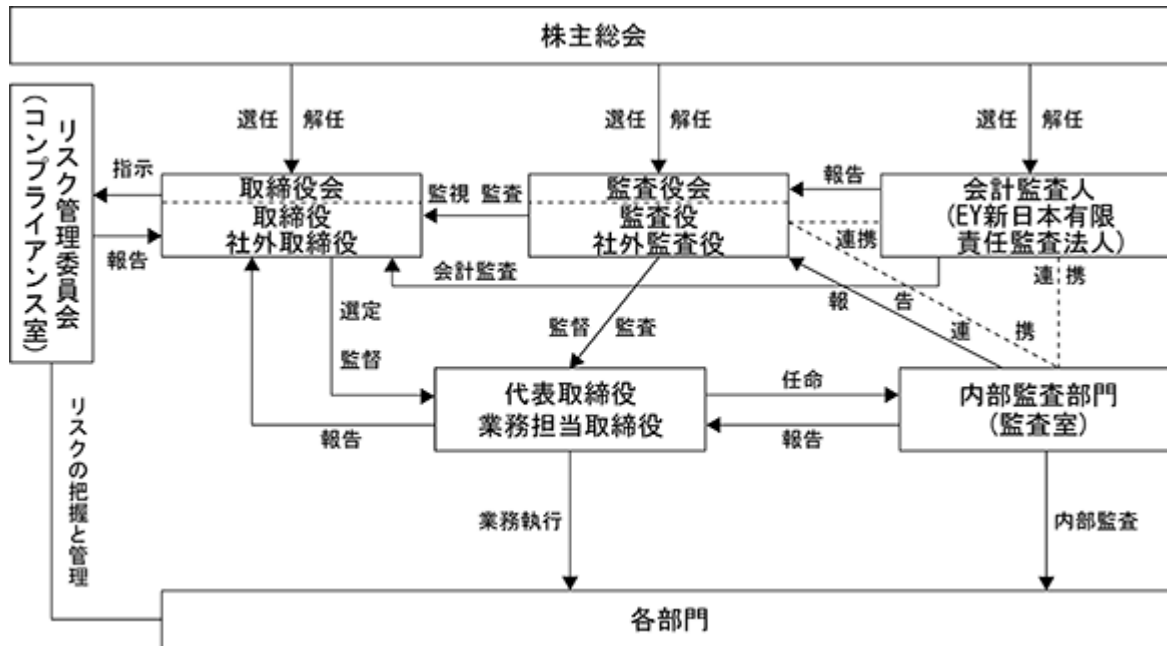 株主総会
選任 解任
選任 解任
選任 解任
リスク管理委員会
(コンプライアンス室)
指示
報告
取締役会
取締役
社外取締役
監視 監査
監査役会
監査役
社外監査役
報告
会計監査人
(EY新日本有限
責任監査法人)
連携
連携
会計監査
報告
連携
選定
監督
監督 監査
代表取締役
業務担当取締役
任命
報告
内部監査部門
(監査室)
報告
リスクの把握と管理
業務執行
内部監査
各部門